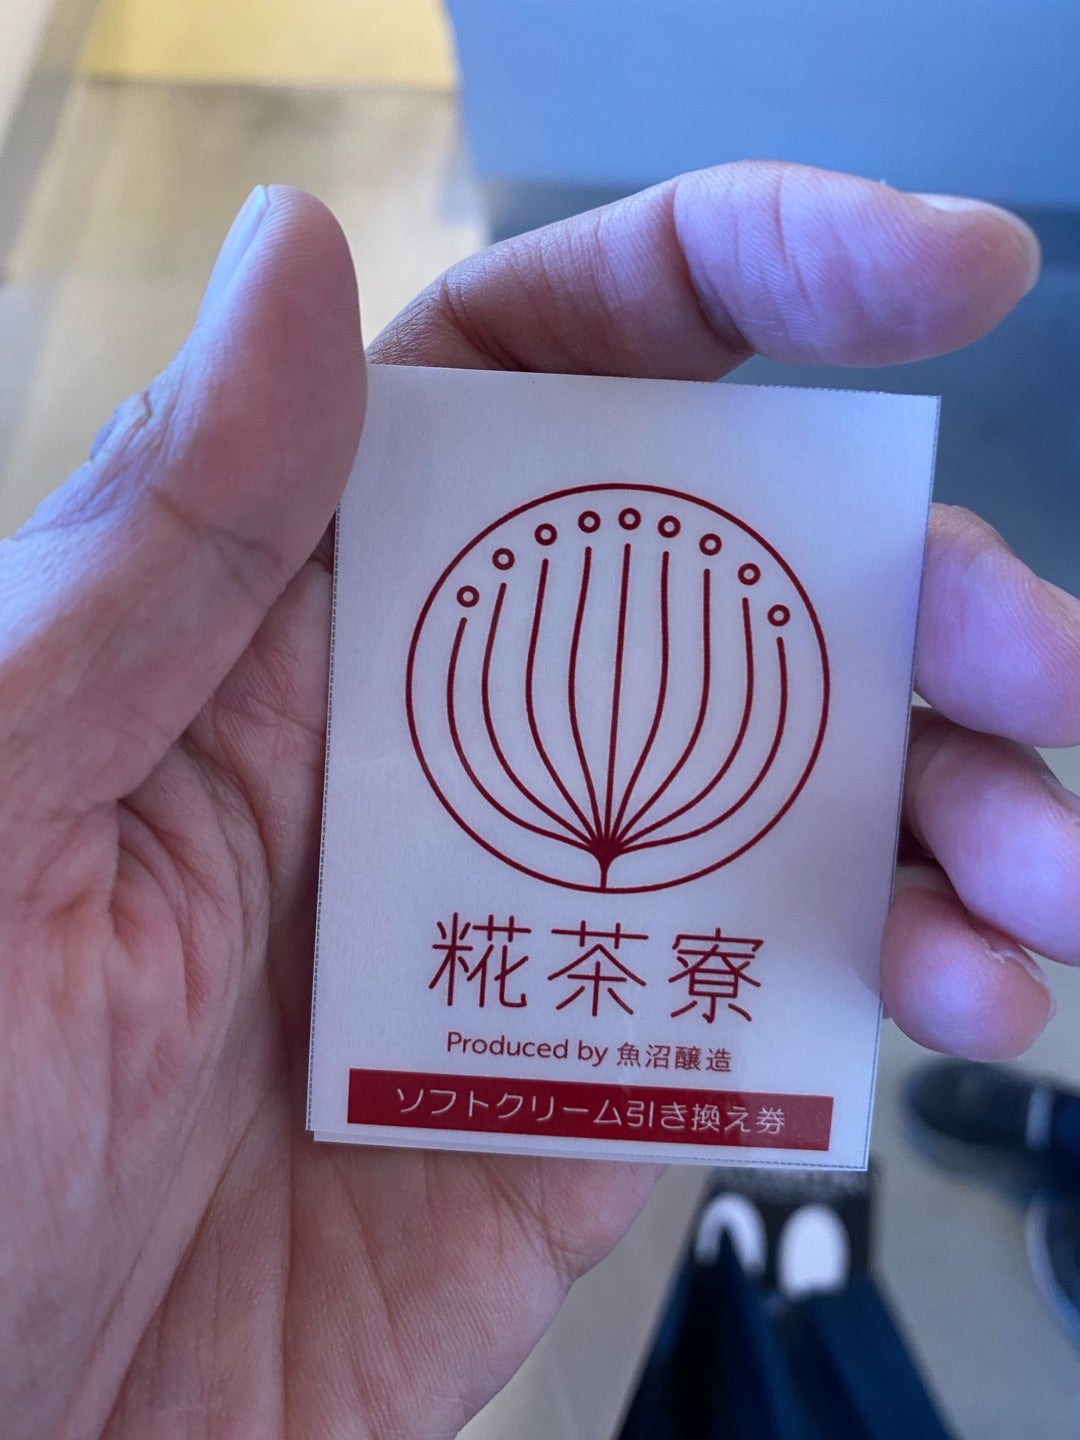 糀茶寮
Produced by 魚沼醸造
ソフトクリーム引き換え券